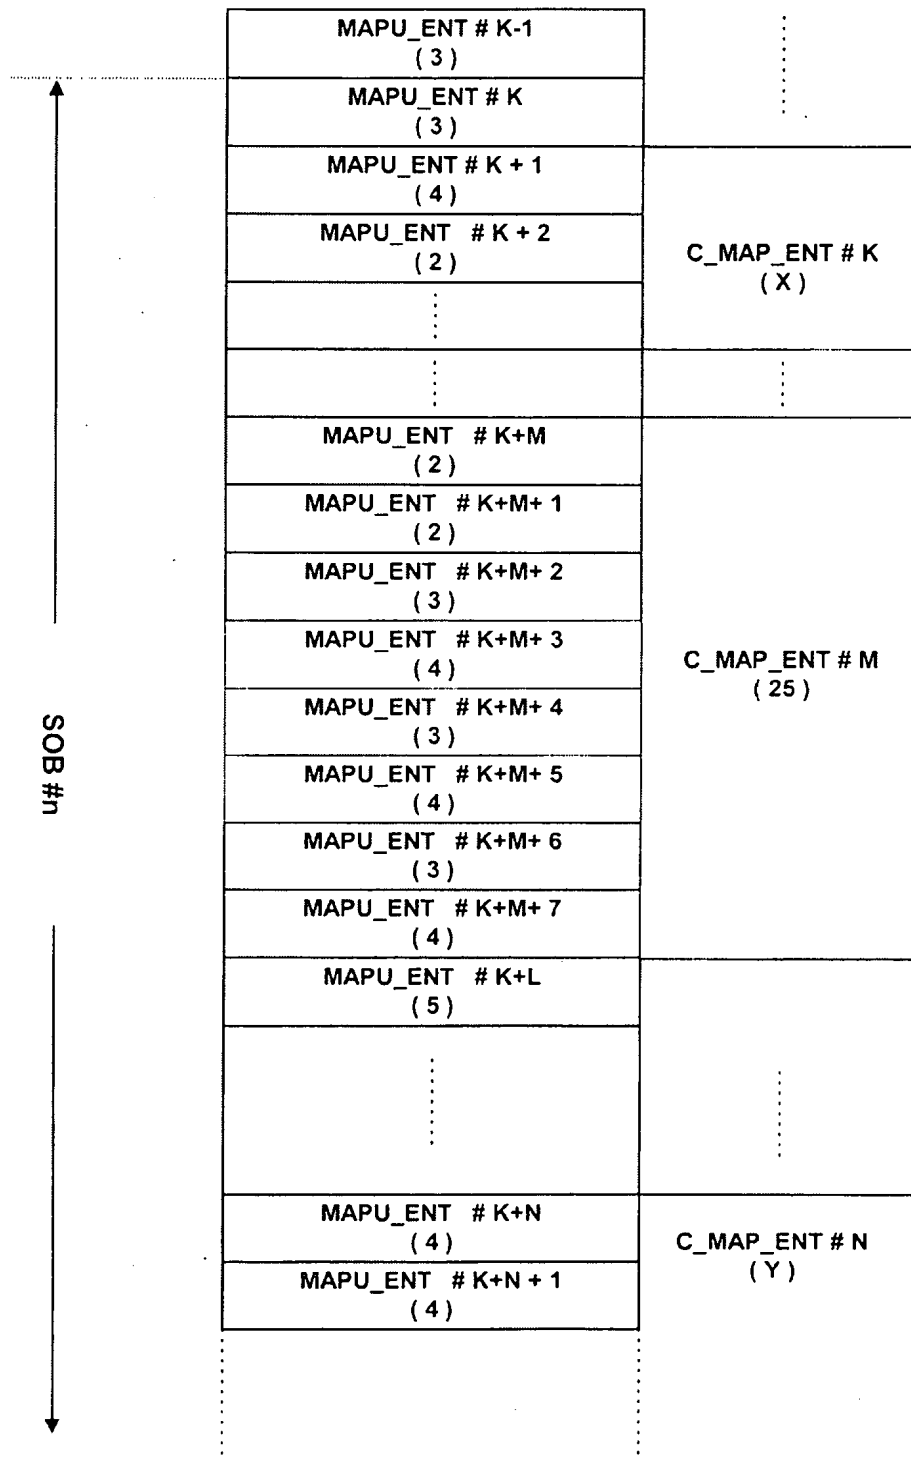 MAPU_ENT # K-1
( 3 )
MAPU_ENT # K
( 3 )
MAPU_ENT # K + 1
( 4 )
MAPU_ENT # K + 2
( 2 )
C_MAP_ENT # K
( X )
MAPU_ENT # K+M
( 2 )
MAPU_ENT # K+M+ 1
( 2 )
MAPU_ENT # K+M+ 2
( 3 )
MAPU_ENT # K+M+ 3
( 4 )
C_MAP_ENT # M
( 25 )
MAPU_ENT # K+M+ 4
( 3 )
MAPU_ENT # K+M+ 5
( 4 )
MAPU_ENT # K+M+ 6
( 3 )
MAPU_ENT # K+M+ 7
( 4 )
SOB #n
MAPU_ENT # K+L
( 5 )
MAPU_ENT # K+N
( 4 )
C_MAP_ENT # N
( Y )
MAPU_ENT # K+N + 1
( 4 )